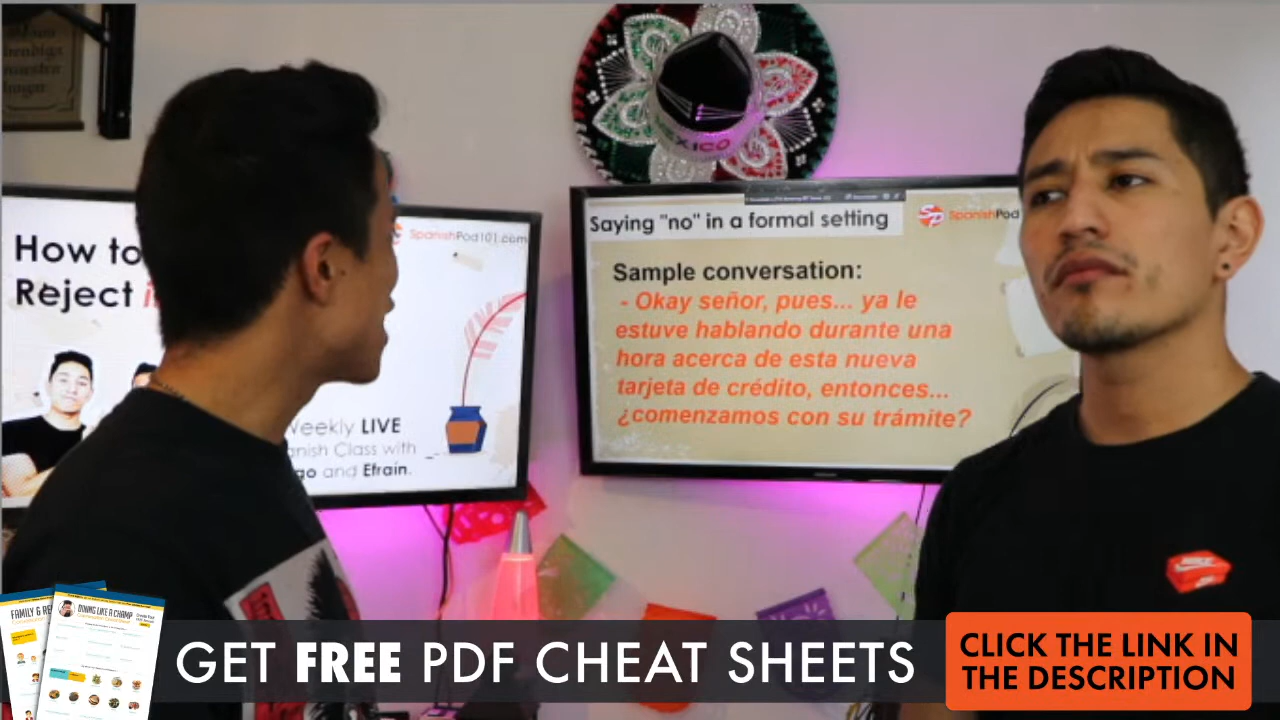 How to
Reject
SpanishPod101.com
Weekly LIVE
anish Class with
go and Efrain.
MEXICO
Saying "no" in a formal setting
SP SpanishPod
Sample conversation:
- Okay señor, pues... ya le
estuve hablando durante una
hora acerca de esta nueva
tarjeta de crédito, entonces...
¿comenzamos con su trámite?
NIKE
FAMILY & RE
DINING LIKE A CHAMP
GET FREE PDF CHEAT SHEETS
CLICK THE LINK IN
THE DESCRIPTION